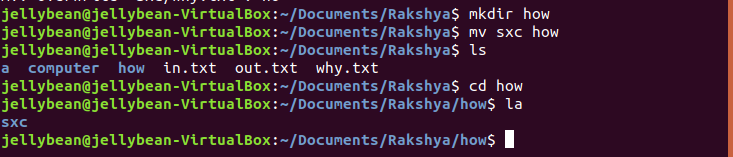 jellybean@jellybean-VirtualBox:~/Documents/Rakshya$ mkdir how
jellybean@jellybean-VirtualBox:~/Documents/Rakshya$ mv sxc how
jellybean@jellybean-VirtualBox:~/Documents/Rakshya$ ls
a  computer  how  in.txt  out.txt  why.txt
jellybean@jellybean-VirtualBox:~/Documents/Rakshya$ cd how
jellybean@jellybean-VirtualBox:~/Documents/Rakshya/how$ la
sxc
jellybean@jellybean-VirtualBox:~/Documents/Rakshya/how$